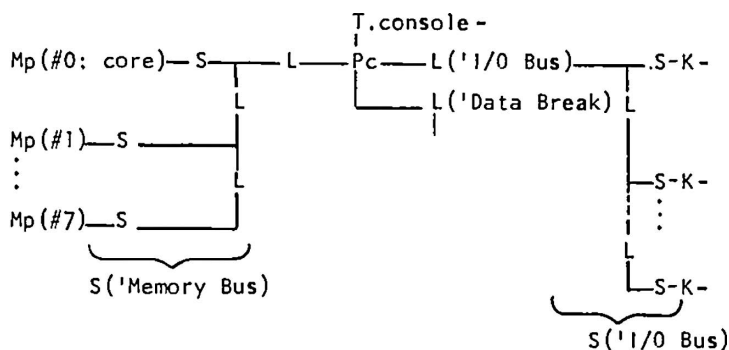 T.console-
Mp(#0: core)—S—L—Pc—L('I/O Bus)—.S-K-
L L('Data Break) L
Mp(#1)—S
L S-K-
Mp(#7)—S
L
S('Memory Bus) S-K-
S('I/O Bus)